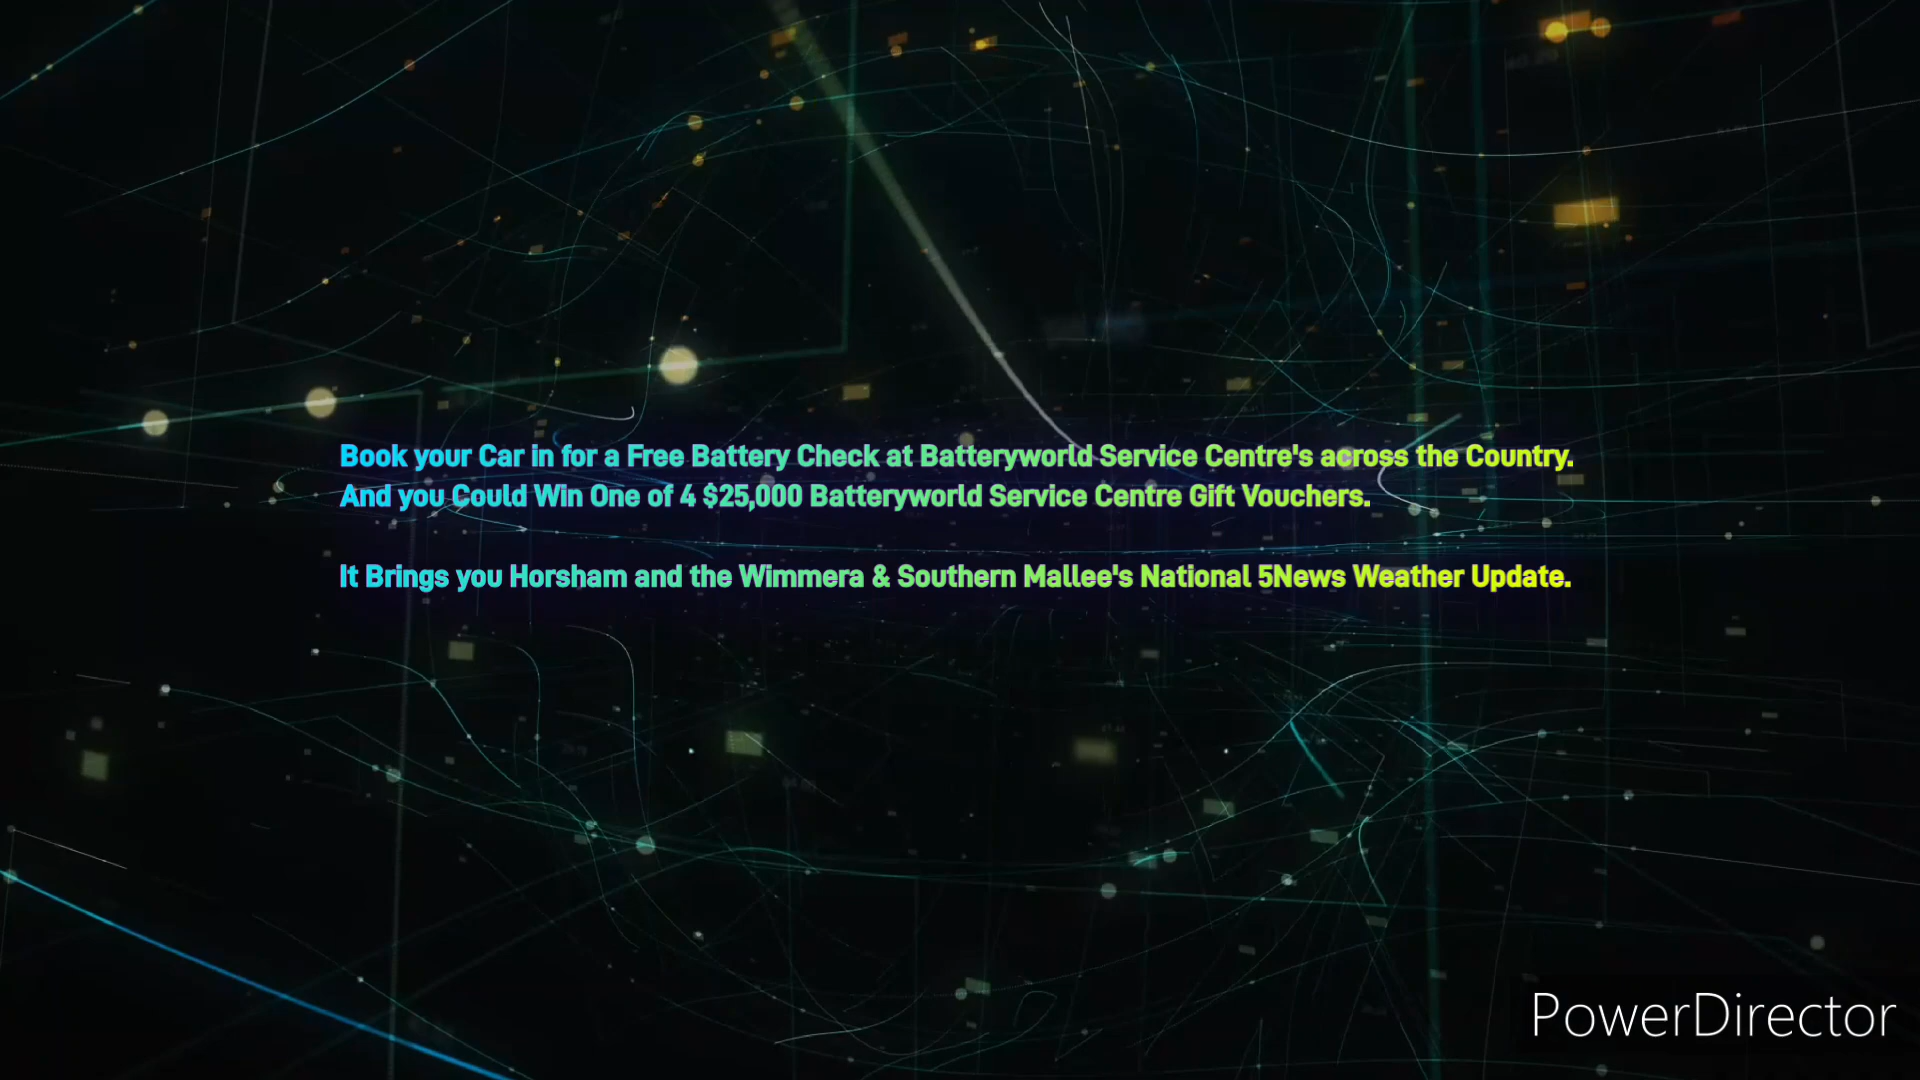 Book your Car in for a Free Battery Check at Batteryworld Service Centre's across the Country.
And you Could Win One of 4 $25,000 Batteryworld Service Centre Gift Vouchers.
It Brings you Horsham and the Wimmera & Southern Mallee's National 5News Weather Update.
PowerDirector